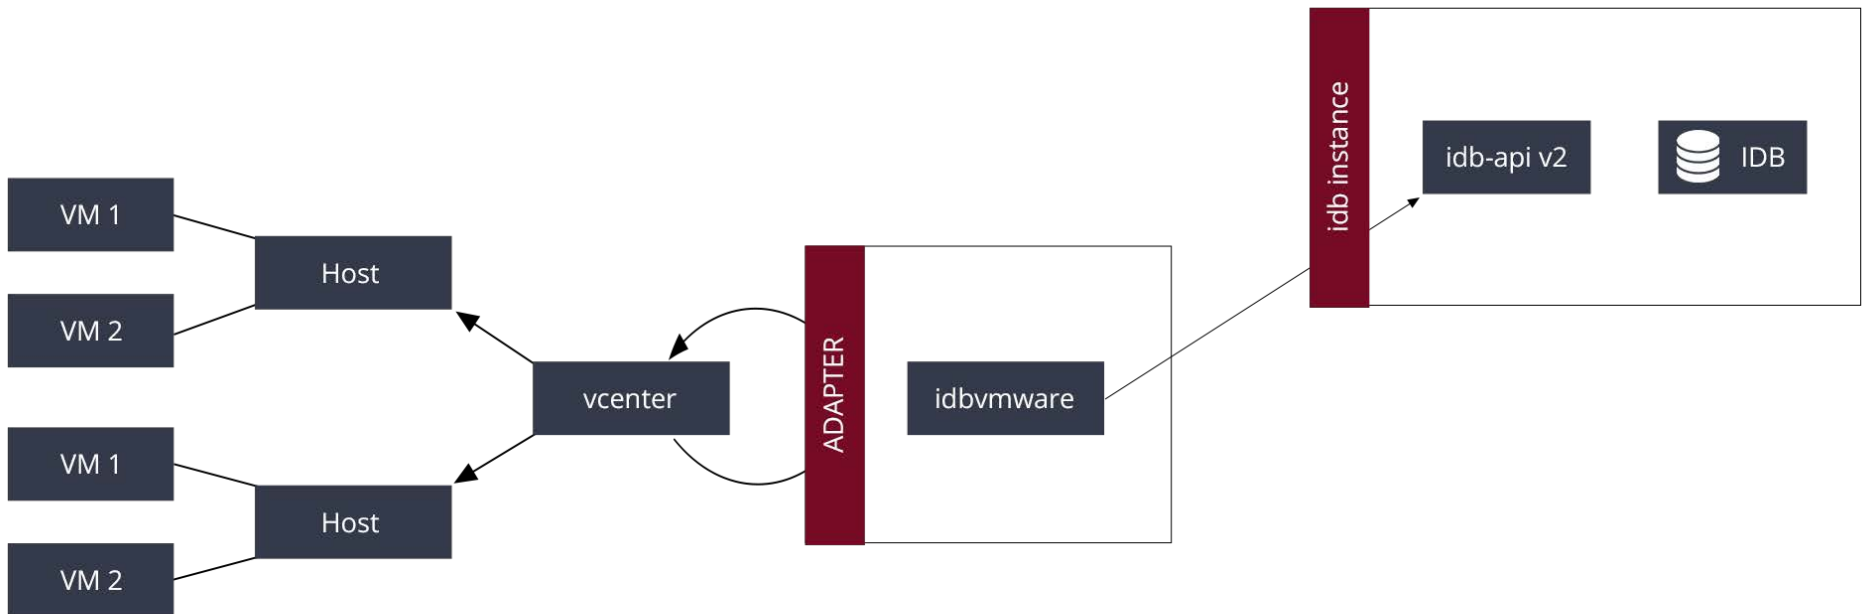 VM 1
VM 2
Host
VM 1
VM 2
Host
vcenter
ADAPTER
idbvmware
idb instance
idb-api v2
IDB